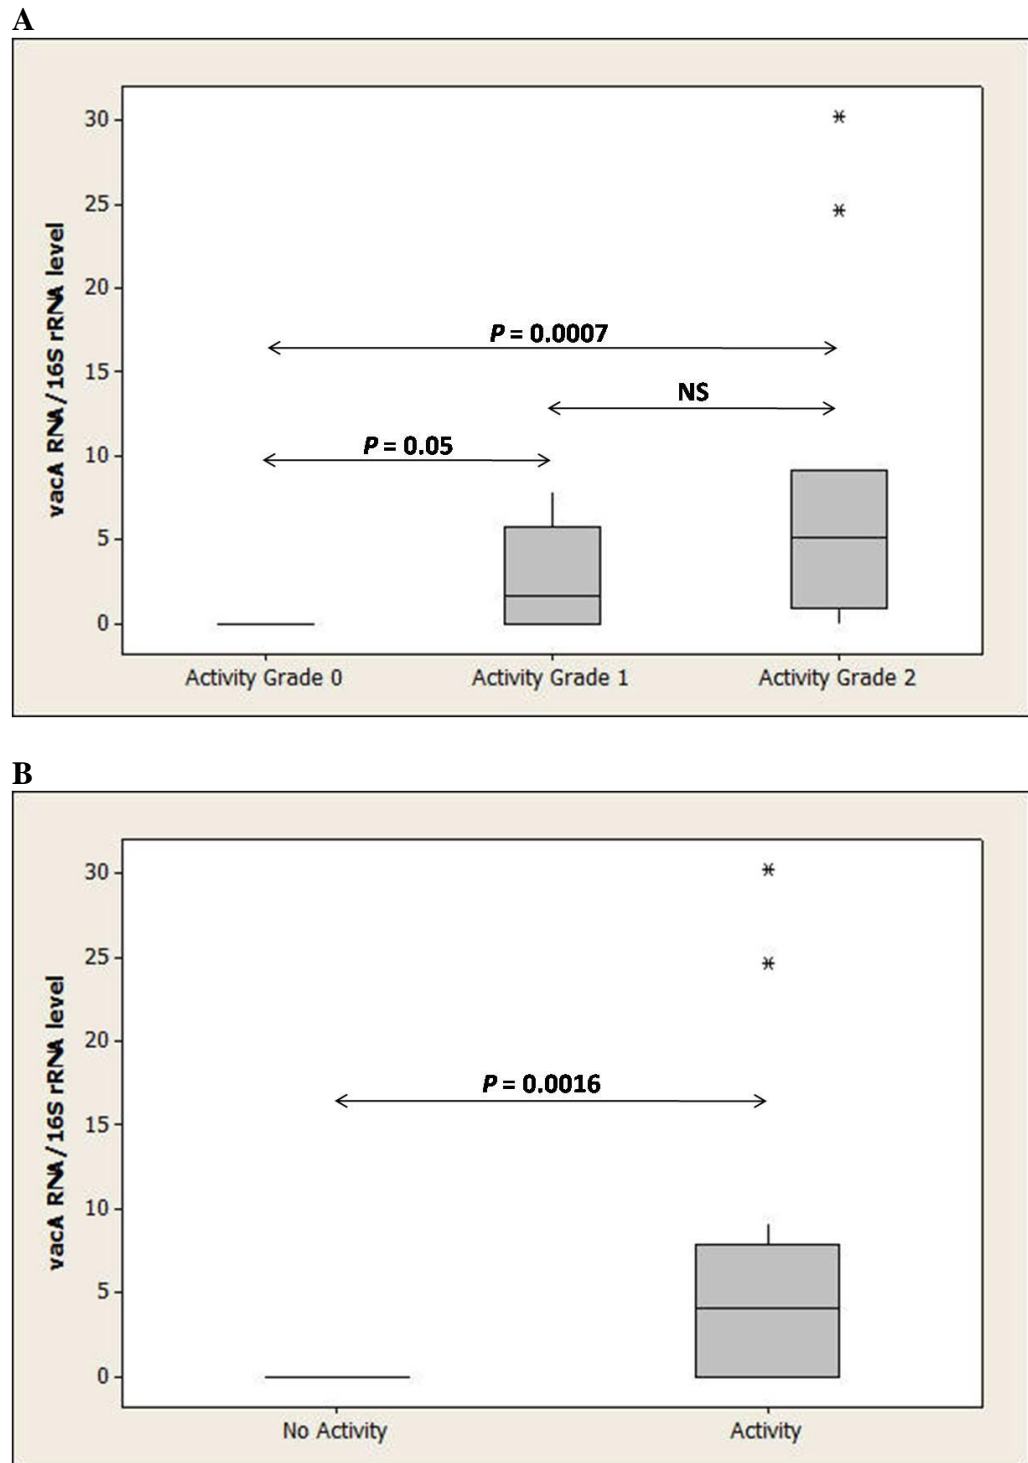 A
vacA RNA/16S rRNA level
30
25
20
15
10
5
0
P = 0.0007
NS
P = 0.05
*
*
Activity Grade 0 Activity Grade 1 Activity Grade 2
B
vacA RNA/16S rRNA level
30
25
20
15
10
5
0
P = 0.0016
*
*
No Activity Activity